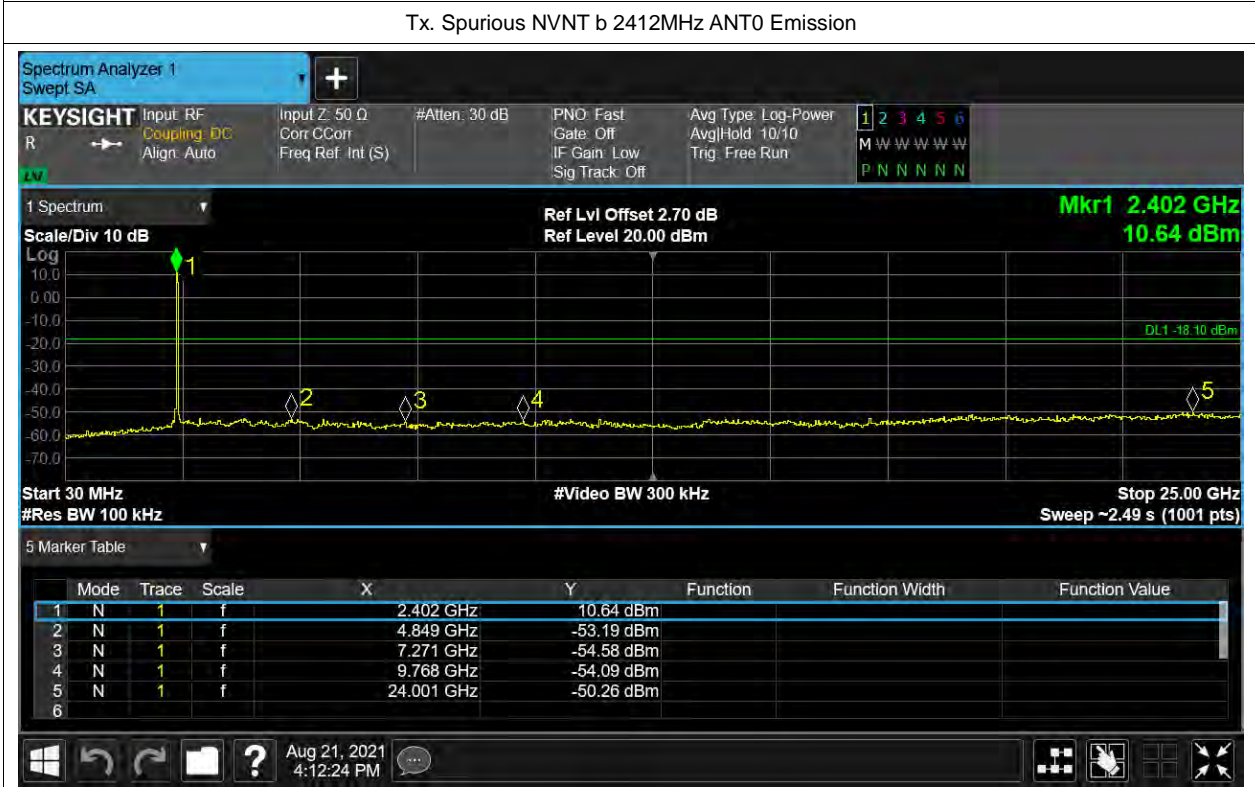 Tx. Spurious NVNT b 2412MHz ANT0 Emission
Spectrum Analyzer 1
Swept SA
+
KEYSIGHT
R
Input: RF
Coupling: DC
Align: Auto
Input Z: 50 Ω
Corr CCorr
Freq Ref: Int (S)
#Atten: 30 dB
PNO: Fast
Gate: Off
IF Gain: Low
Sig Track: Off
Avg Type: Log-Power
Avg|Hold: 10/10
Trig: Free Run
1 2 3 4 5 6
M W W W W W
P N N N N N
1 Spectrum
Scale/Div 10 dB
Ref Lvl Offset 2.70 dB
Ref Level 20.00 dBm
Mkr1 2.402 GHz
10.64 dBm
Log
10.0
0.00
-10.0
-20.0
-30.0
-40.0
-50.0
-60.0
-70.0
1
2
3
4
5
DL1 -18.10 dBm
Start 30 MHz
#Res BW 100 kHz
#Video BW 300 kHz
Stop 25.00 GHz
Sweep ~2.49 s (1001 pts)
5 Marker Table
Mode Trace Scale X Y Function Function Width Function Value
1 N 1 f 2.402 GHz 10.64 dBm
2 N 1 f 4.849 GHz -53.19 dBm
3 N 1 f 7.271 GHz -54.58 dBm
4 N 1 f 9.768 GHz -54.09 dBm
5 N 1 f 24.001 GHz -50.26 dBm
6
?
Aug 21, 2021
4:12:24 PM